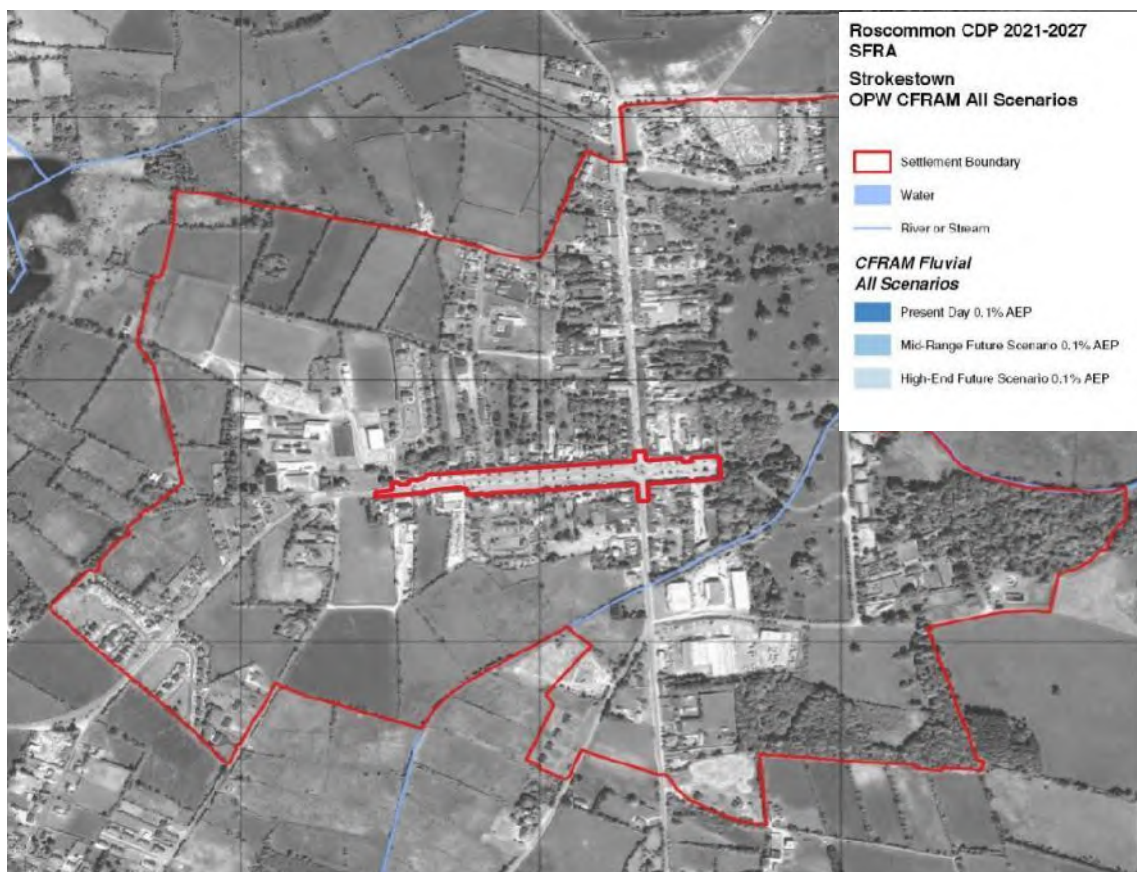 Roscommon CDP 2021-2027
SFRA
Strokestown
OPW CFRAM All Scenarios
Settlement Boundary
Water
River or Stream
CFRAM Fluvial
All Scenarios
Present Day 0.1% AEP
Mid-Range Future Scenario 0.1% AEP
High-End Future Scenario 0.1% AEP